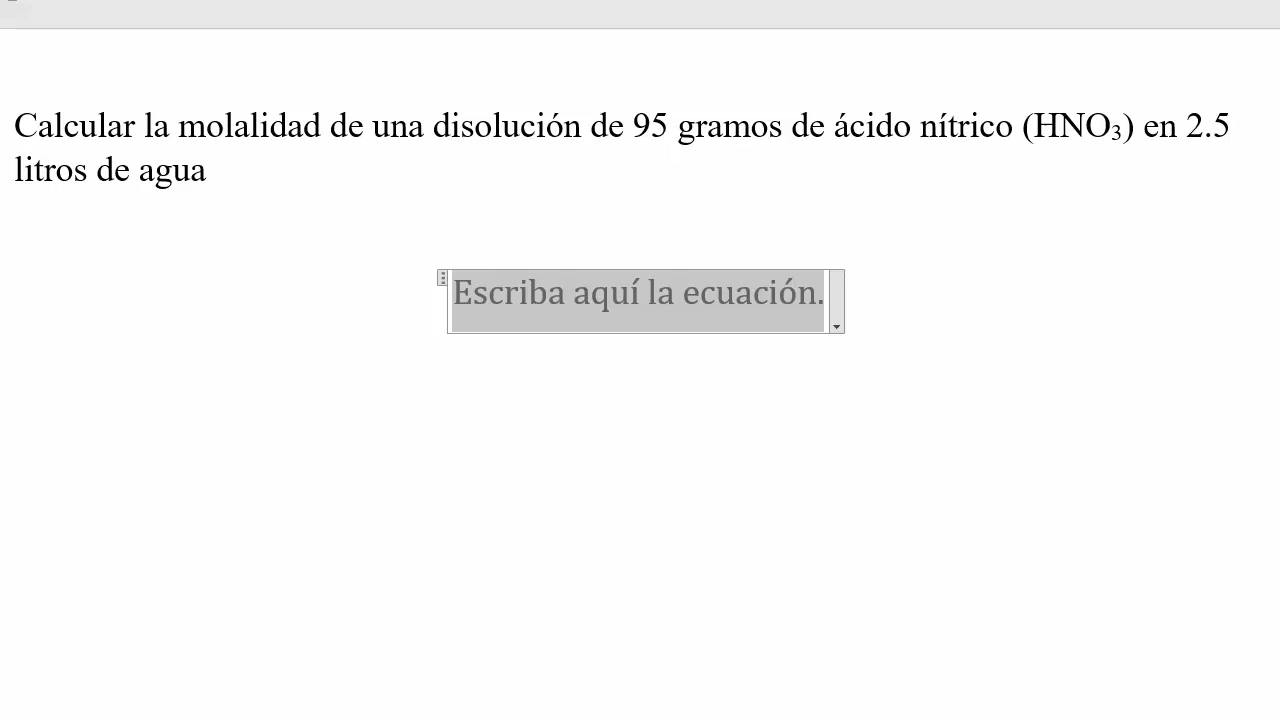 Calcular la molalidad de una disolución de 95 gramos de ácido nítrico (HNO₃) en 2.5
litros de agua
Escriba aquí la ecuación.